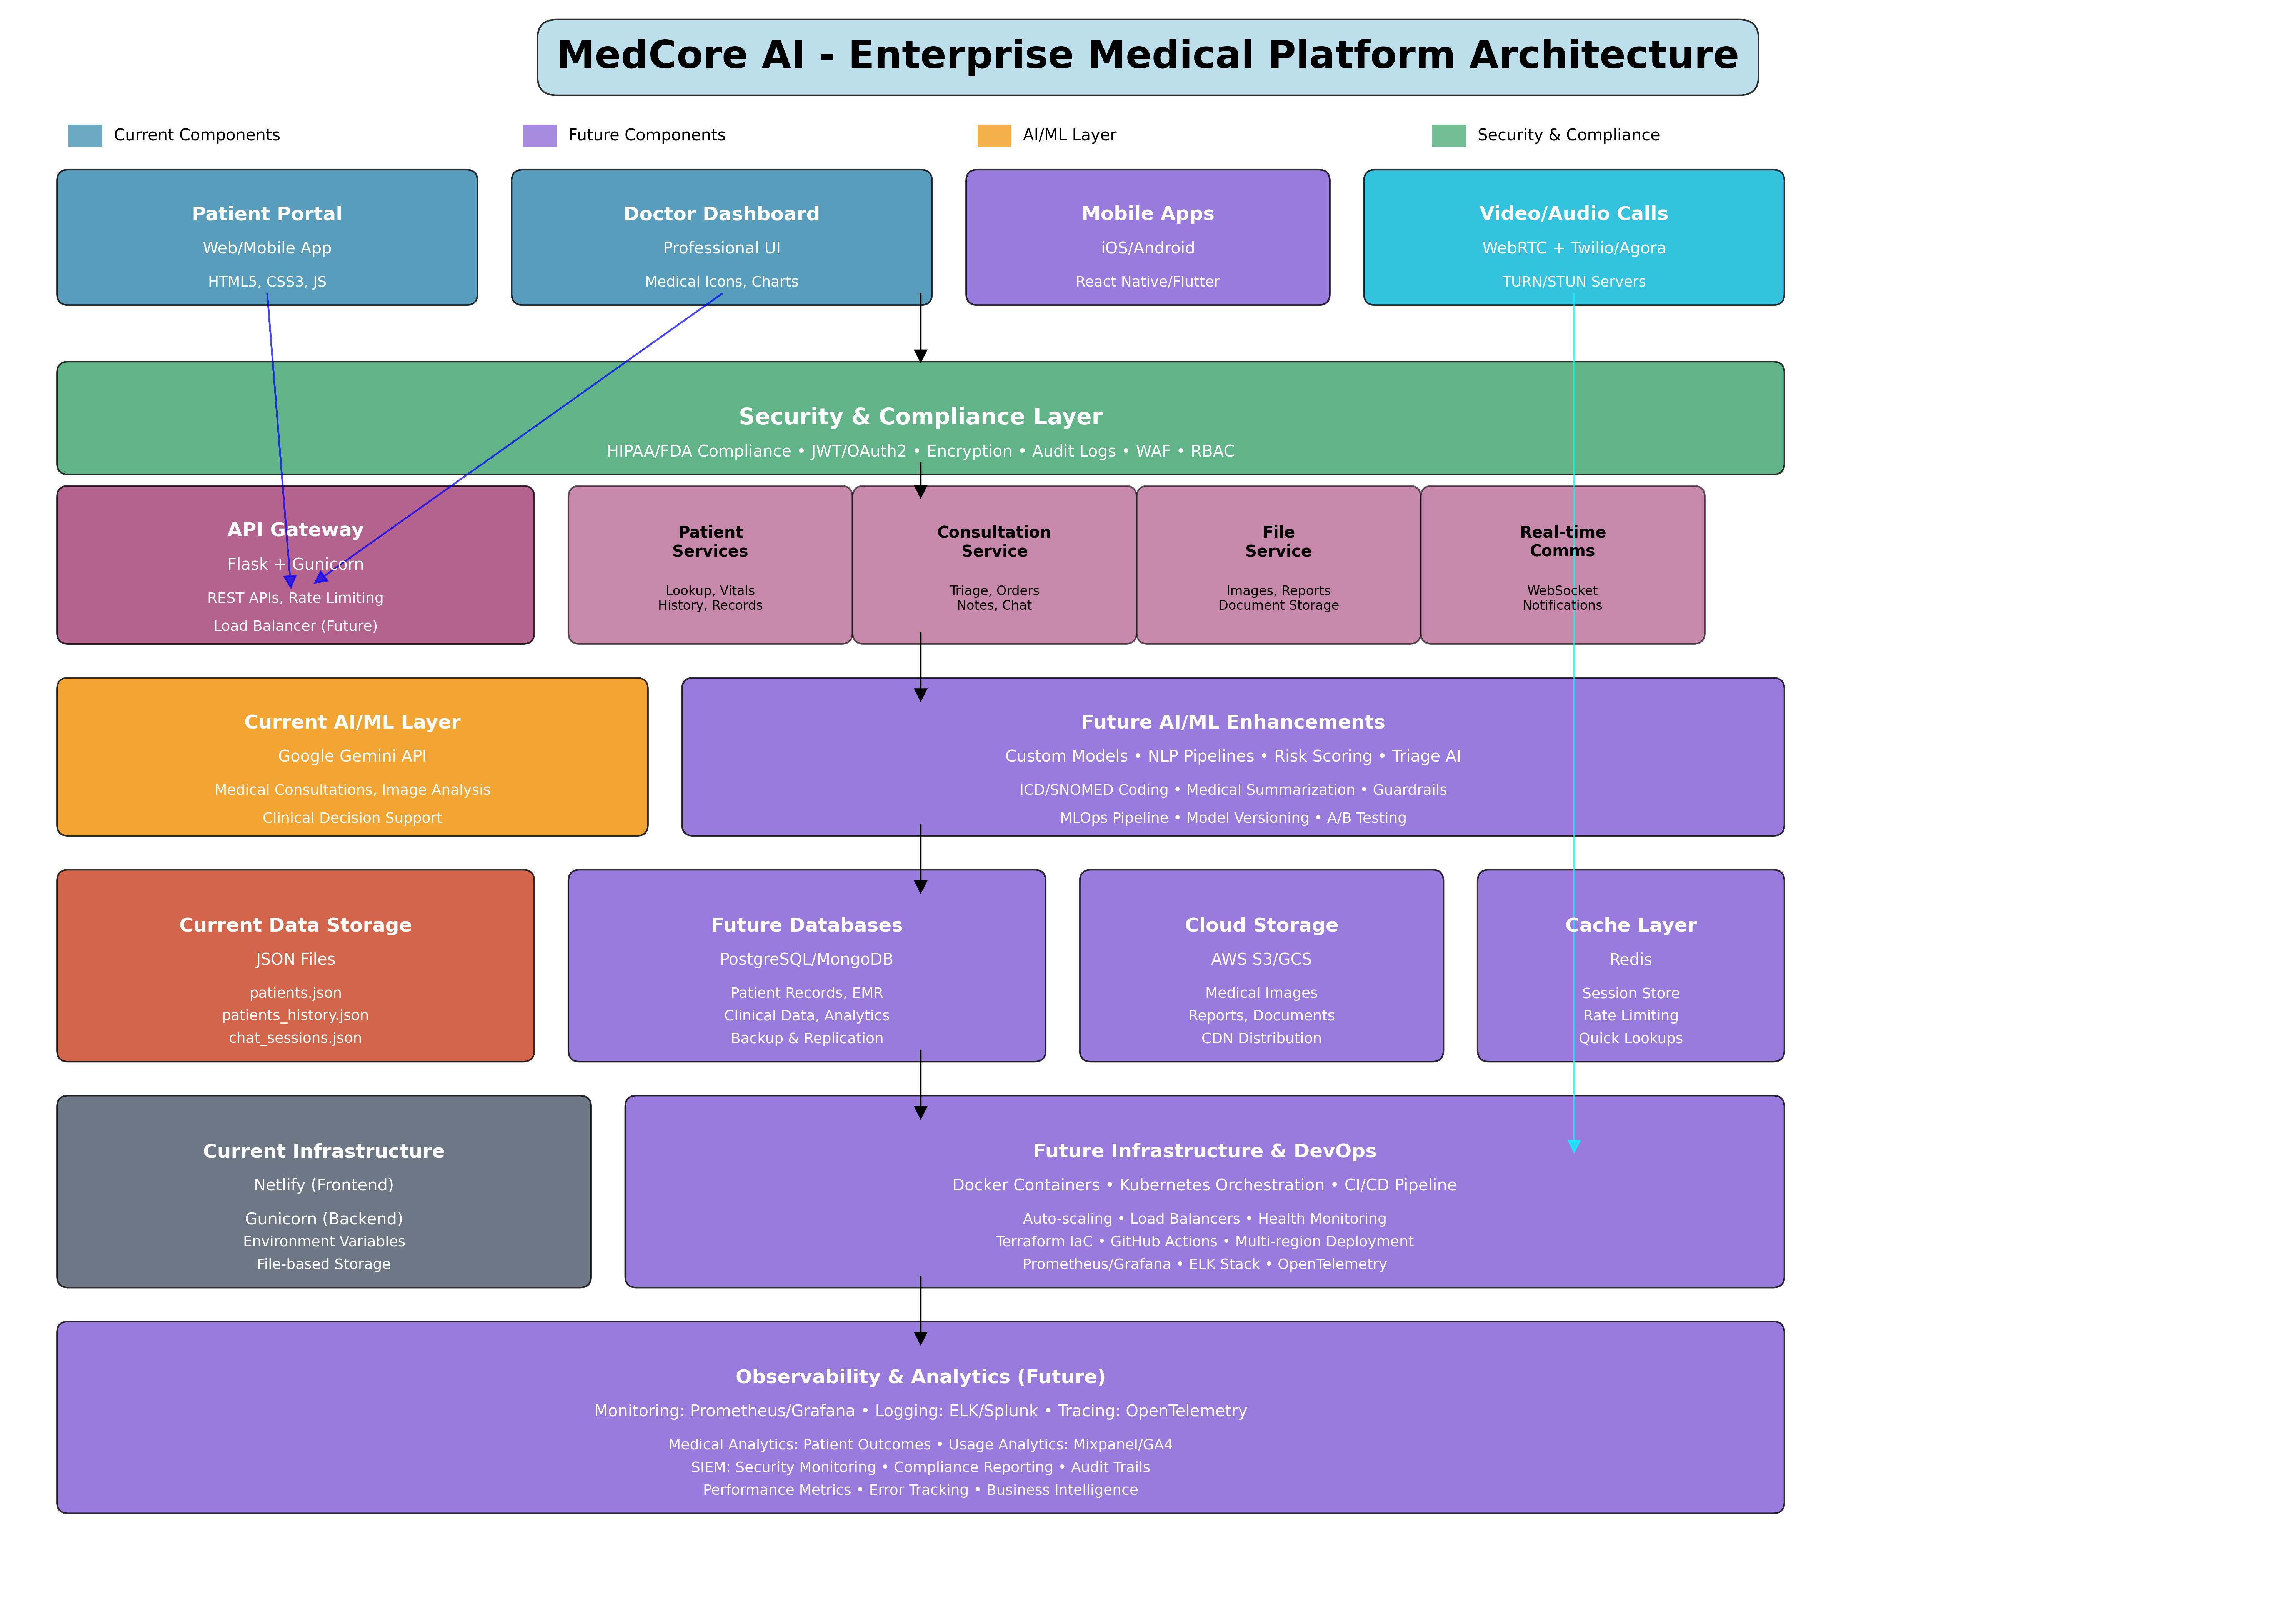 MedCore AI - Enterprise Medical Platform Architecture
Current Components
Future Components
AI/ML Layer
Security & Compliance
Patient Portal
Web/Mobile App
HTML5, CSS3, JS
Doctor Dashboard
Professional UI
Medical Icons, Charts
Mobile Apps
iOS/Android
React Native/Flutter
Video/Audio Calls
WebRTC + Twilio/Agora
TURN/STUN Servers
Security & Compliance Layer
HIPAA/FDA Compliance • JWT/OAuth2 • Encryption • Audit Logs • WAF • RBAC
API Gateway
Flask + Gunicorn
REST APIs, Rate Limiting
Load Balancer (Future)
Patient
Services
Lookup, Vitals
History, Records
Consultation
Service
Triage, Orders
Notes, Chat
File
Service
Images, Reports
Document Storage
Real-time
Comms
WebSocket
Notifications
Current AI/ML Layer
Google Gemini API
Medical Consultations, Image Analysis
Clinical Decision Support
Future AI/ML Enhancements
Custom Models • NLP Pipelines • Risk Scoring • Triage AI
ICD/SNOMED Coding • Medical Summarization • Guardrails
MLOps Pipeline • Model Versioning • A/B Testing
Current Data Storage
JSON Files
patients.json
patients_history.json
chat_sessions.json
Future Databases
PostgreSQL/MongoDB
Patient Records, EMR
Clinical Data, Analytics
Backup & Replication
Cloud Storage
AWS S3/GCS
Medical Images
Reports, Documents
CDN Distribution
Cache Layer
Redis
Session Store
Rate Limiting
Quick Lookups
Current Infrastructure
Netlify (Frontend)
Gunicorn (Backend)
Environment Variables
File-based Storage
Future Infrastructure & DevOps
Docker Containers • Kubernetes Orchestration • CI/CD Pipeline
Auto-scaling • Load Balancers • Health Monitoring
Terraform IaC • GitHub Actions • Multi-region Deployment
Prometheus/Grafana • ELK Stack • OpenTelemetry
Observability & Analytics (Future)
Monitoring: Prometheus/Grafana • Logging: ELK/Splunk • Tracing: OpenTelemetry
Medical Analytics: Patient Outcomes • Usage Analytics: Mixpanel/GA4
SIEM: Security Monitoring • Compliance Reporting • Audit Trails
Performance Metrics • Error Tracking • Business Intelligence